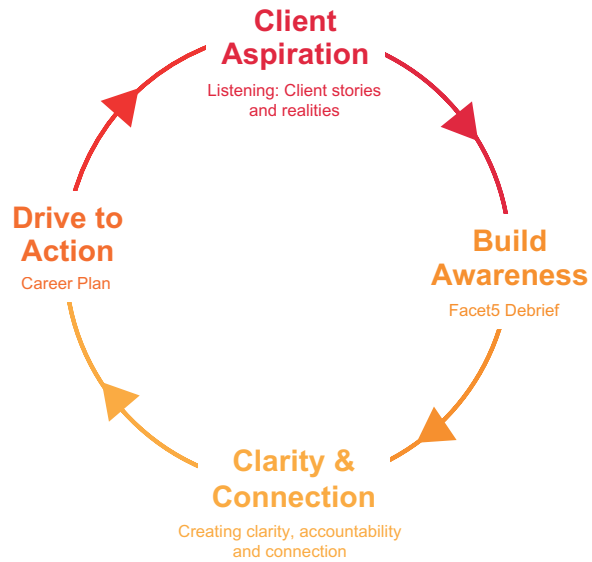 Client
Aspiration
Listening: Client stories
and realities
Build
Awareness
Facet5 Debrief
Clarity &
Connection
Creating clarity, accountability
and connection
Drive to
Action
Career Plan